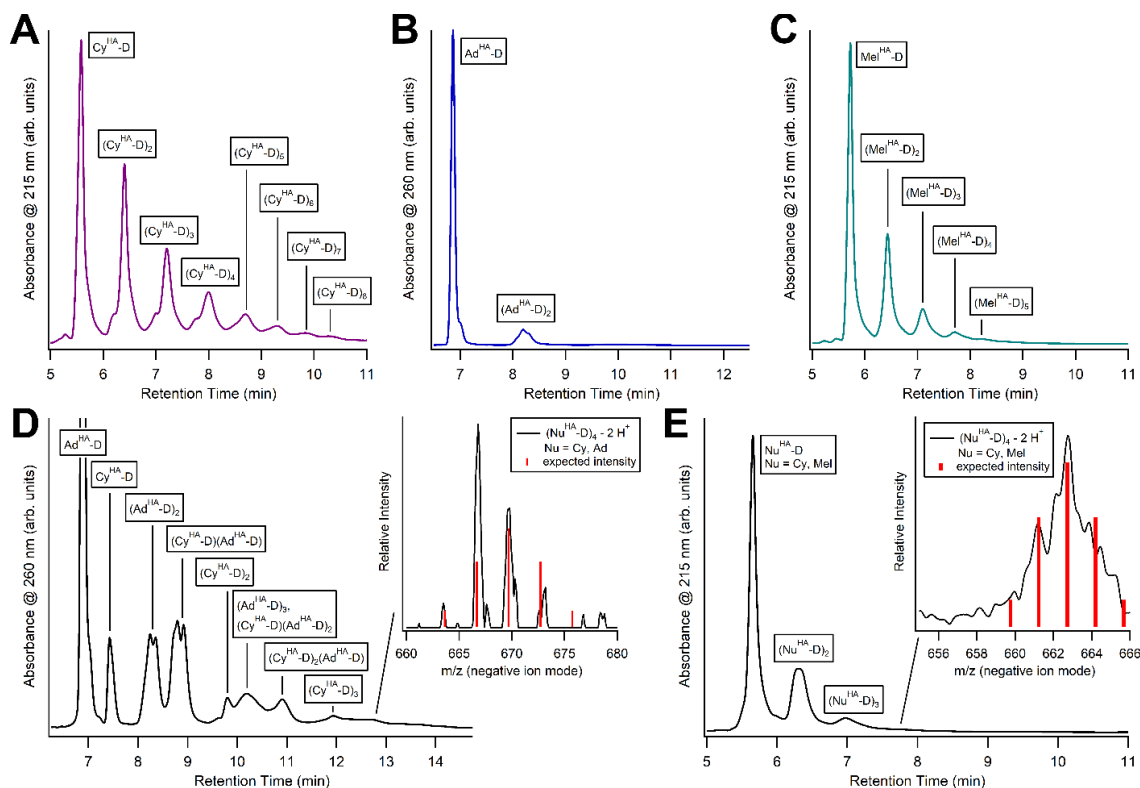 A
Absorbance @ 215 nm (arb. units)
Cy^HA-D
(Cy^HA-D)2
(Cy^HA-D)3
(Cy^HA-D)4
(Cy^HA-D)5
(Cy^HA-D)6
(Cy^HA-D)7
(Cy^HA-D)8
5 6 7 8 9 10 11
Retention Time (min)
B
Absorbance @ 260 nm (arb. units)
Ad^HA-D
(Ad^HA-D)2
7 8 9 10 11 12
Retention Time (min)
C
Absorbance @ 215 nm (arb. units)
Mel^HA-D
(Mel^HA-D)2
(Mel^HA-D)3
(Mel^HA-D)4
(Mel^HA-D)5
5 6 7 8 9 10 11
Retention Time (min)
D
Absorbance @ 260 nm (arb. units)
Ad^HA-D
Cy^HA-D
(Ad^HA-D)2
(Cy^HA-D)(Ad^HA-D)
(Cy^HA-D)2
(Ad^HA-D)3,
(Cy^HA-D)(Ad^HA-D)2
(Cy^HA-D)2(Ad^HA-D)
(Cy^HA-D)3
7 8 9 10 11 12 13 14
Retention Time (min)
Relative Intensity
(Nu^HA-D)4 - 2 H+
Nu = Cy, Ad
expected intensity
660 670 680
m/z (negative ion mode)
E
Absorbance @ 215 nm (arb. units)
Nu^HA-D
Nu = Cy, Mel
(Nu^HA-D)2
(Nu^HA-D)3
5 6 7 8 9 10 11
Retention Time (min)
Relative Intensity
(Nu^HA-D)4 - 2 H+
Nu = Cy, Mel
expected intensity
656 658 660 662 664 666
m/z (negative ion mode)